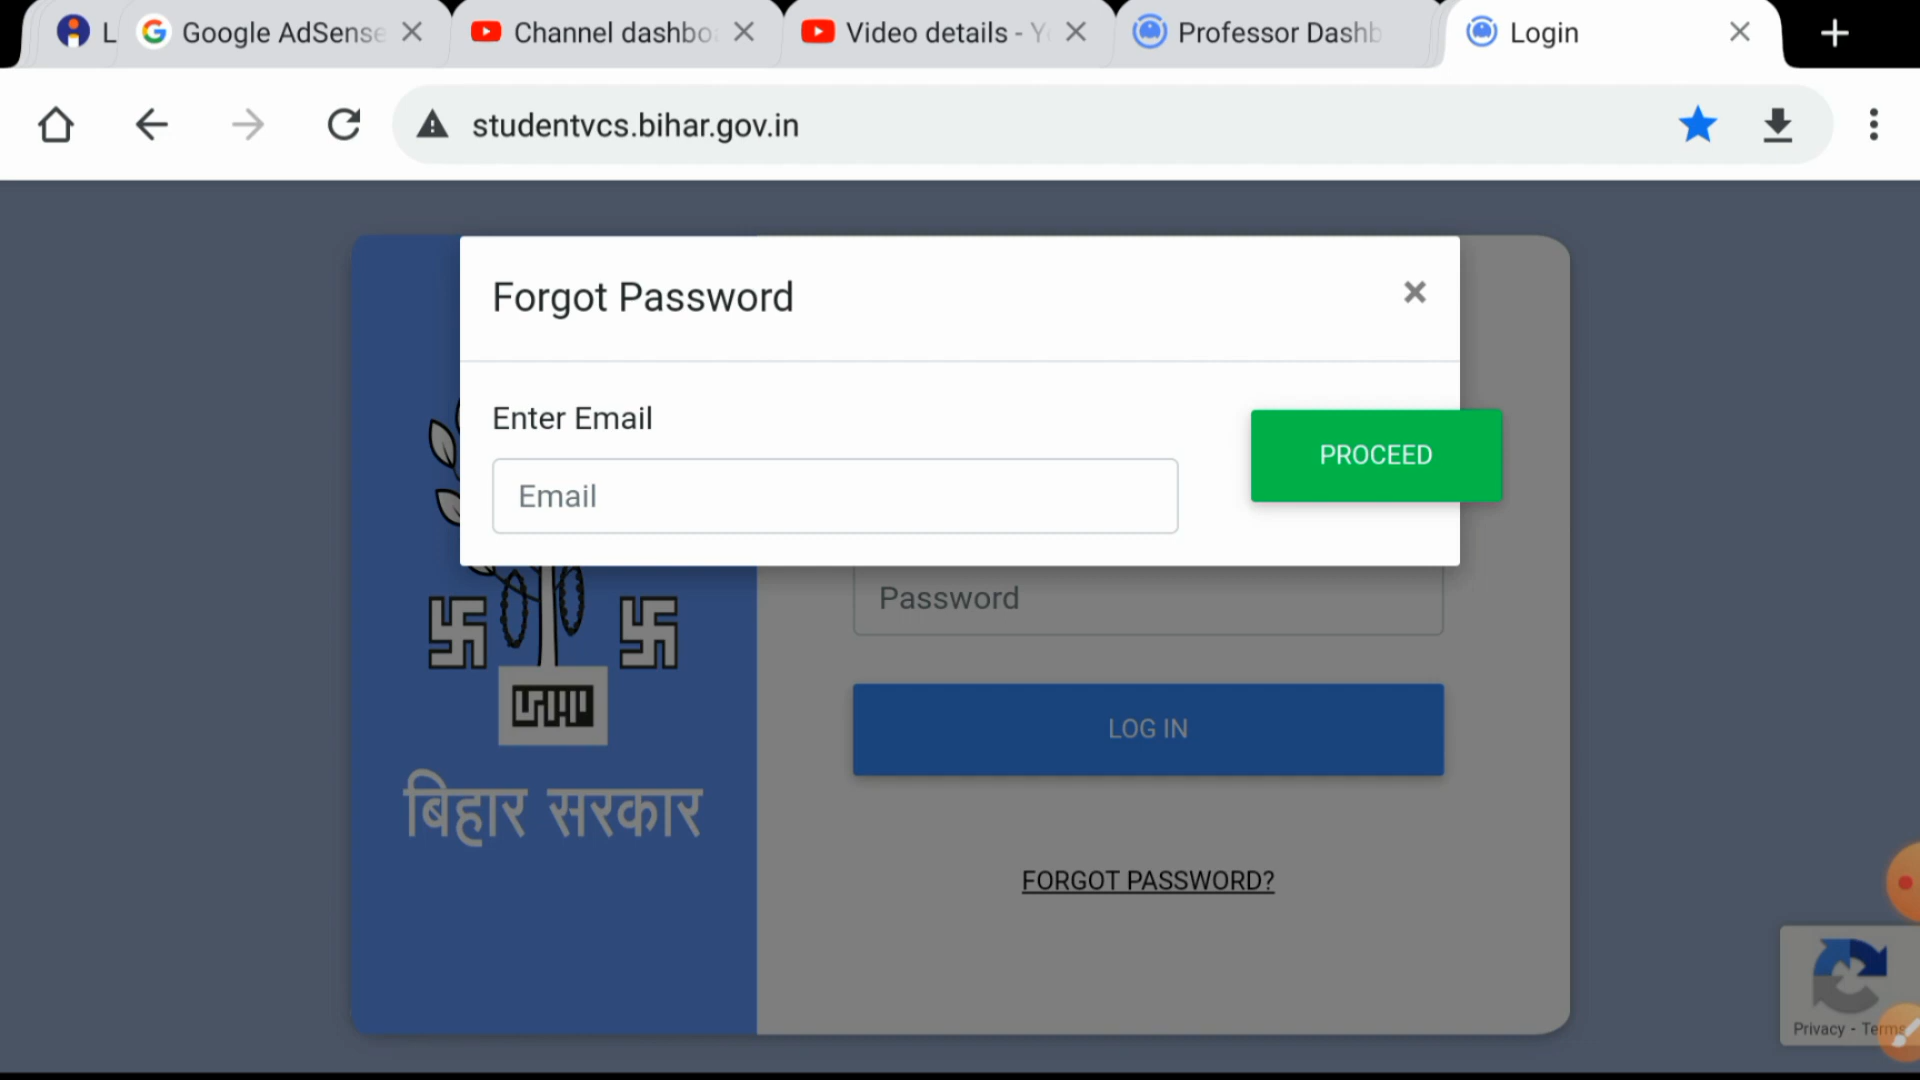 L
Google AdSense
Channel dashbo
Video details - Y
Professor Dashb
Login
studentvcs.bihar.gov.in
Forgot Password
Enter Email
Email
PROCEED
Password
LOG IN
बिहार सरकार
FORGOT PASSWORD?
Privacy - Terms